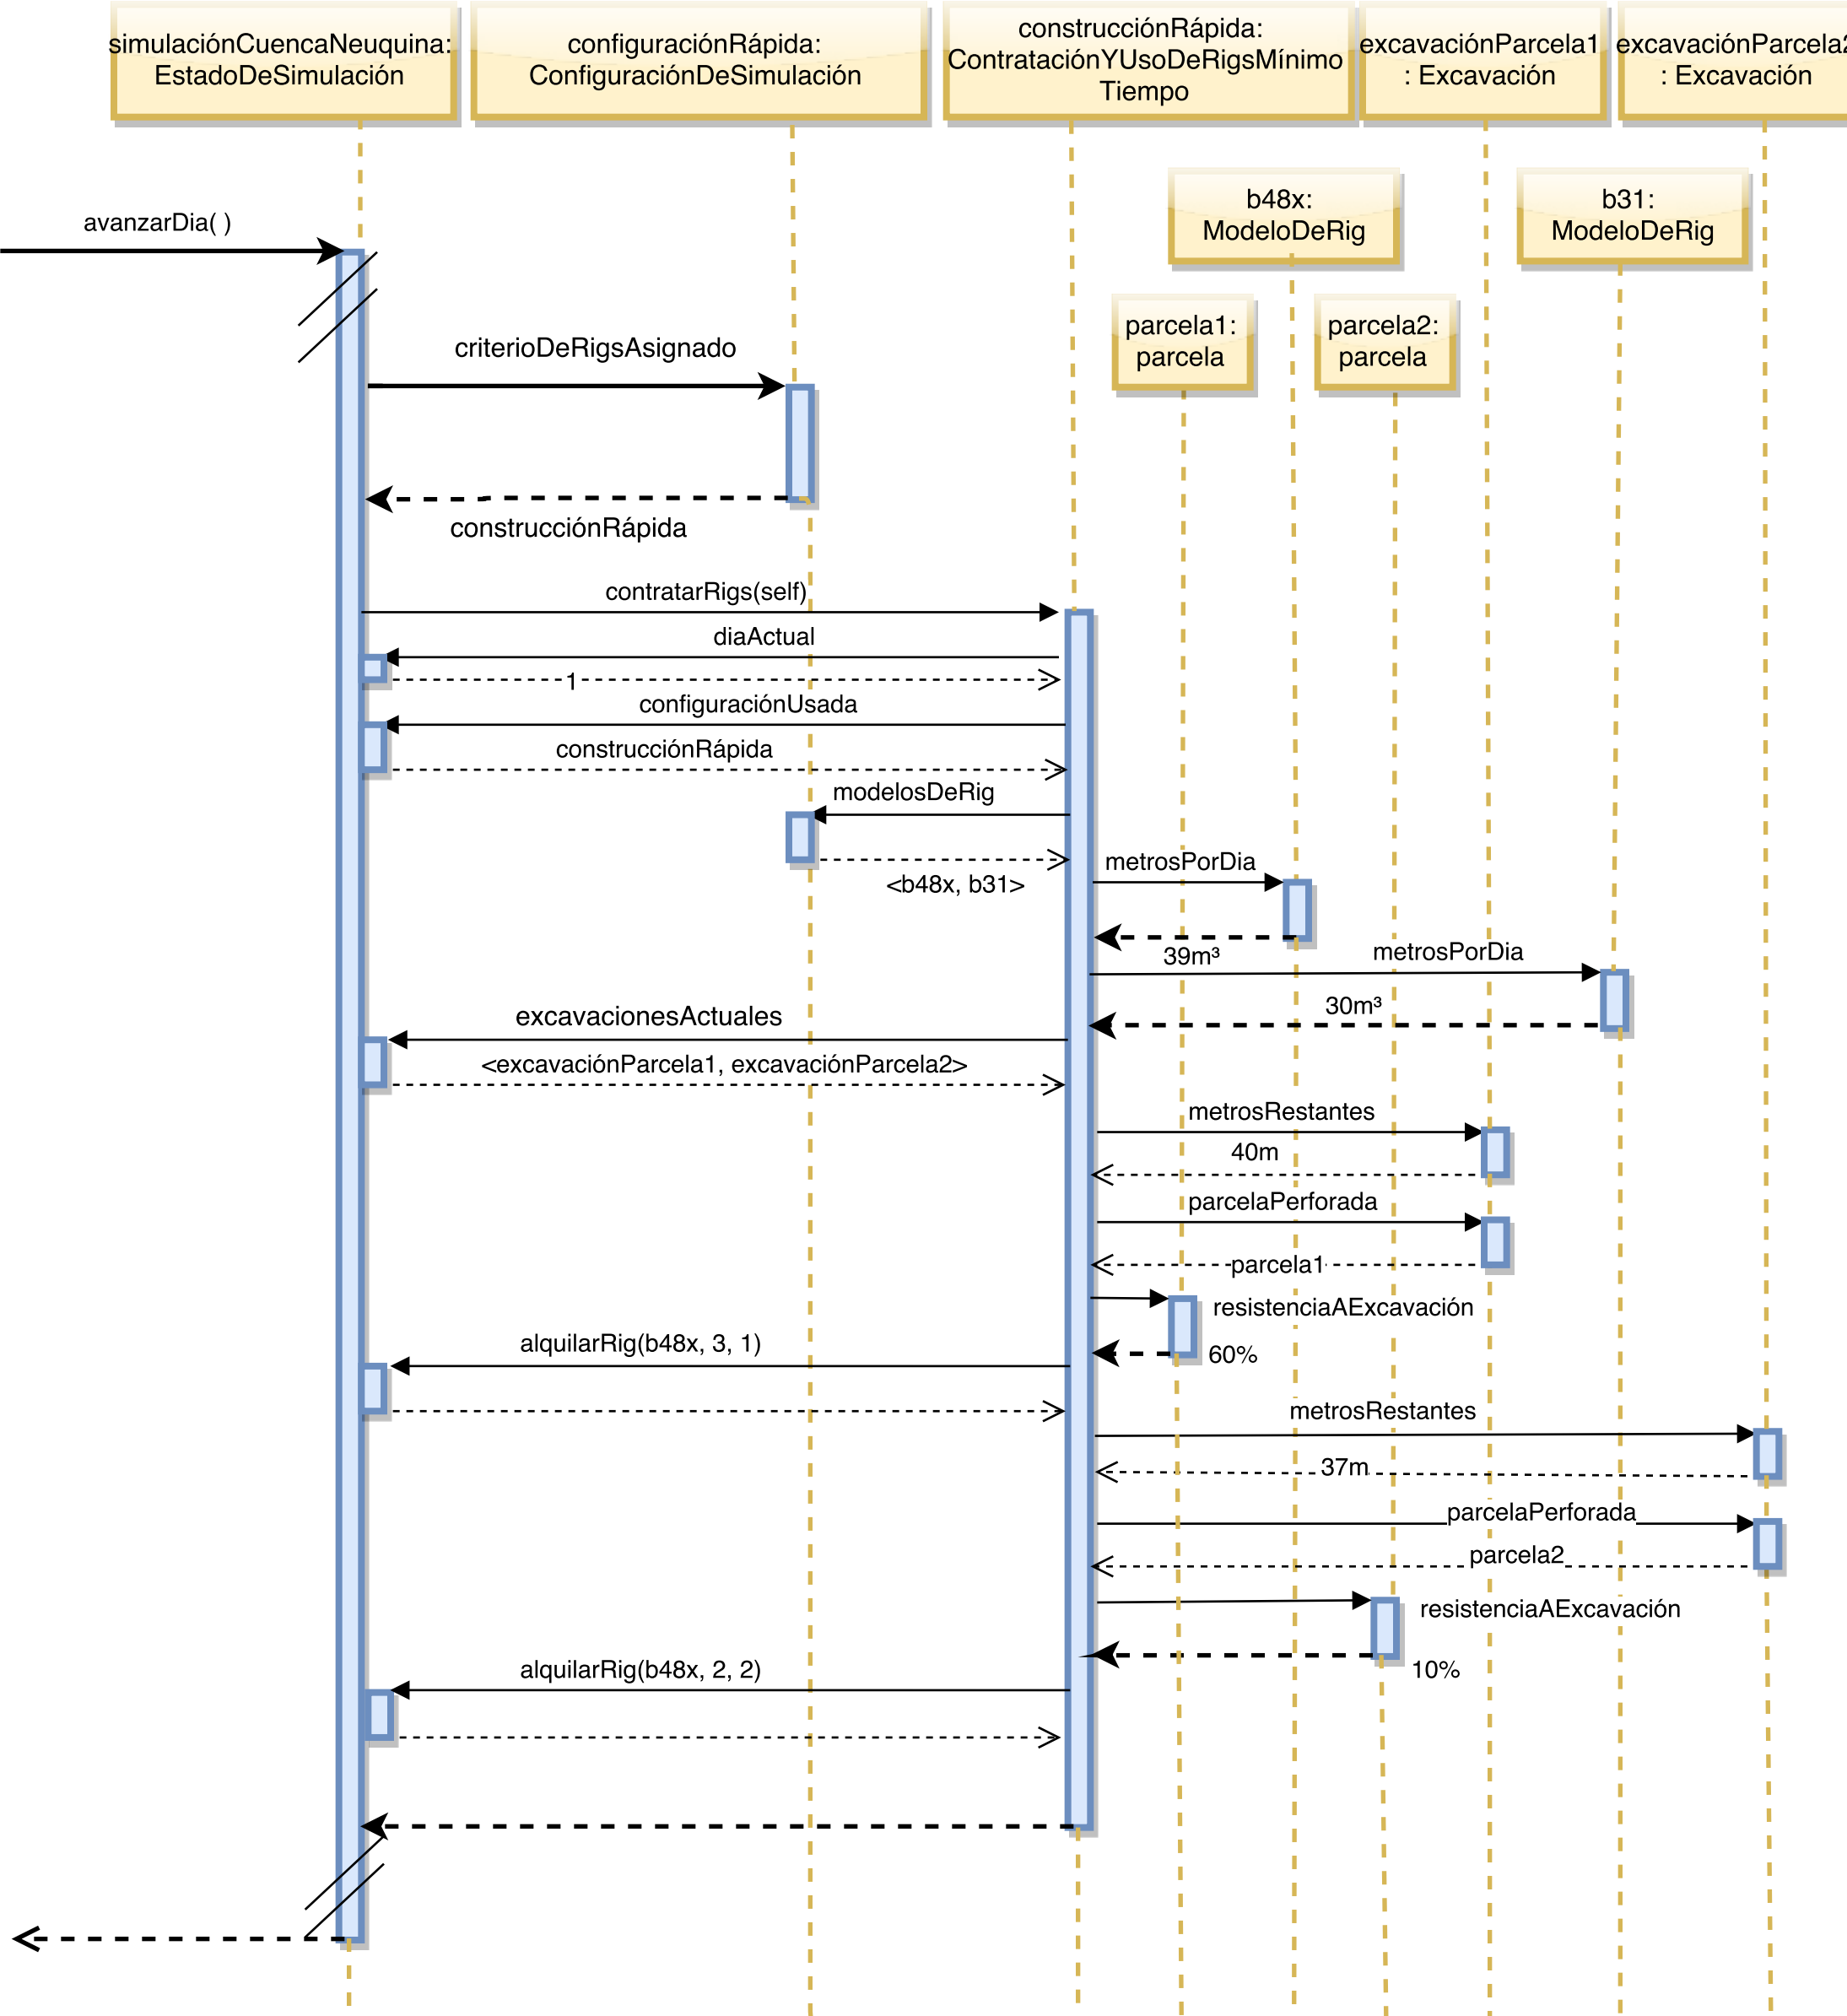 simulaciónCuencaNeuquina:
EstadoDeSimulación
configuraciónRápida:
ConfiguraciónDeSimulación
construcciónRápida:
ContrataciónYUsoDeRigsMínimo
Tiempo
excavaciónParcela1
: Excavación
excavaciónParcela2
: Excavación
b48x:
ModeloDeRig
b31:
ModeloDeRig
avanzarDia( )
parcela1:
parcela
parcela2:
parcela
criterioDeRigsAsignado
construcciónRápida
contratarRigs(self)
diaActual
1
configuraciónUsada
construcciónRápida
modelosDeRig
<b48x, b31>
metrosPorDia
39m³
metrosPorDia
30m³
excavacionesActuales
<excavaciónParcela1, excavaciónParcela2>
metrosRestantes
40m
parcelaPerforada
parcela1
resistenciaAExcavación
60%
alquilarRig(b48x, 3, 1)
metrosRestantes
37m
parcelaPerforada
parcela2
resistenciaAExcavación
10%
alquilarRig(b48x, 2, 2)